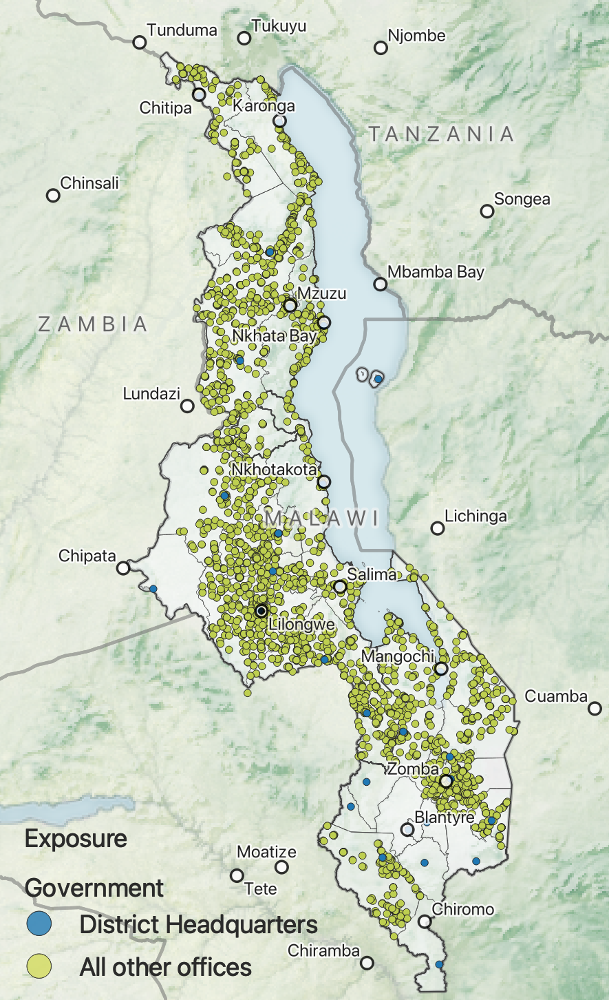 Tunduma
Tukuyu
Njombe
Chitipa
Karonga
TANZANIA
Chinsali
Songea
Mbamba Bay
Mzuzu
ZAMBIA
Nkhata Bay
Lundazi
Nkhotakota
MALAWI
Lichinga
Chipata
Salima
Lilongwe
Mangochi
Cuamba
Zomba
Blantyre
Exposure
Moatize
Government
Tete
Chiromo
District Headquarters
Chiramba
All other offices